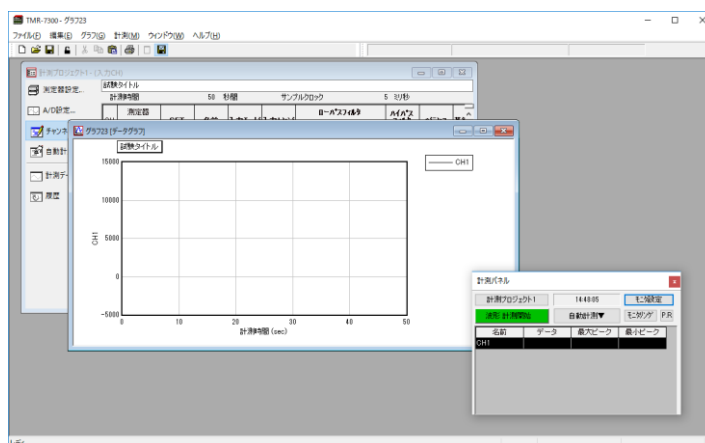 TMR-7300 - グラフ23
ファイル(F) 編集(E) グラフ(G) 計測(M) ウィンドウ(W) ヘルプ(H)
計測プロジェクト1 - (入力CH)
測定器設定...
A/D設定...
チャンネ
自動計
計測デー
履歴
試験タイトル
計測時間 50 秒間 サンプルクロック 5 ミリ秒
測定器 ローパスフィルタ ハイパス
グラフ23 [データグラフ]
試験タイトル
CH1
15000
10000
5000
0
-5000
CH1
0 10 20 30 40 50
計測時間 (sec)
計測パネル
計測プロジェクト1 14:48:05 モニタ設定
波形 計測開始 自動計測▼ モニタリング P.R
名前 データ 最大ピーク 最小ピーク
CH1